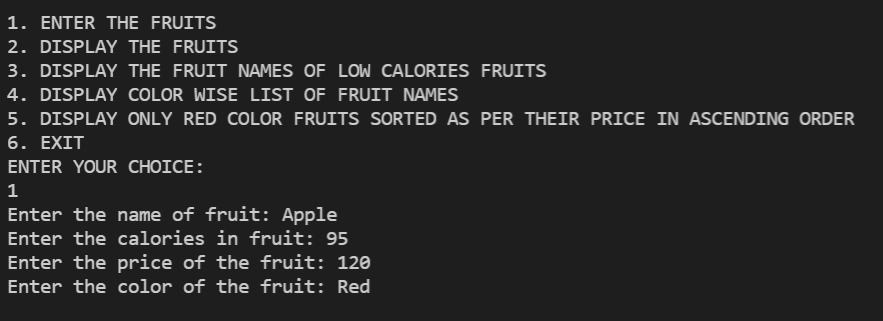 1. ENTER THE FRUITS
2. DISPLAY THE FRUITS
3. DISPLAY THE FRUIT NAMES OF LOW CALORIES FRUITS
4. DISPLAY COLOR WISE LIST OF FRUIT NAMES
5. DISPLAY ONLY RED COLOR FRUITS SORTED AS PER THEIR PRICE IN ASCENDING ORDER
6. EXIT
ENTER YOUR CHOICE:
1
Enter the name of fruit: Apple
Enter the calories in fruit: 95
Enter the price of the fruit: 120
Enter the color of the fruit: Red